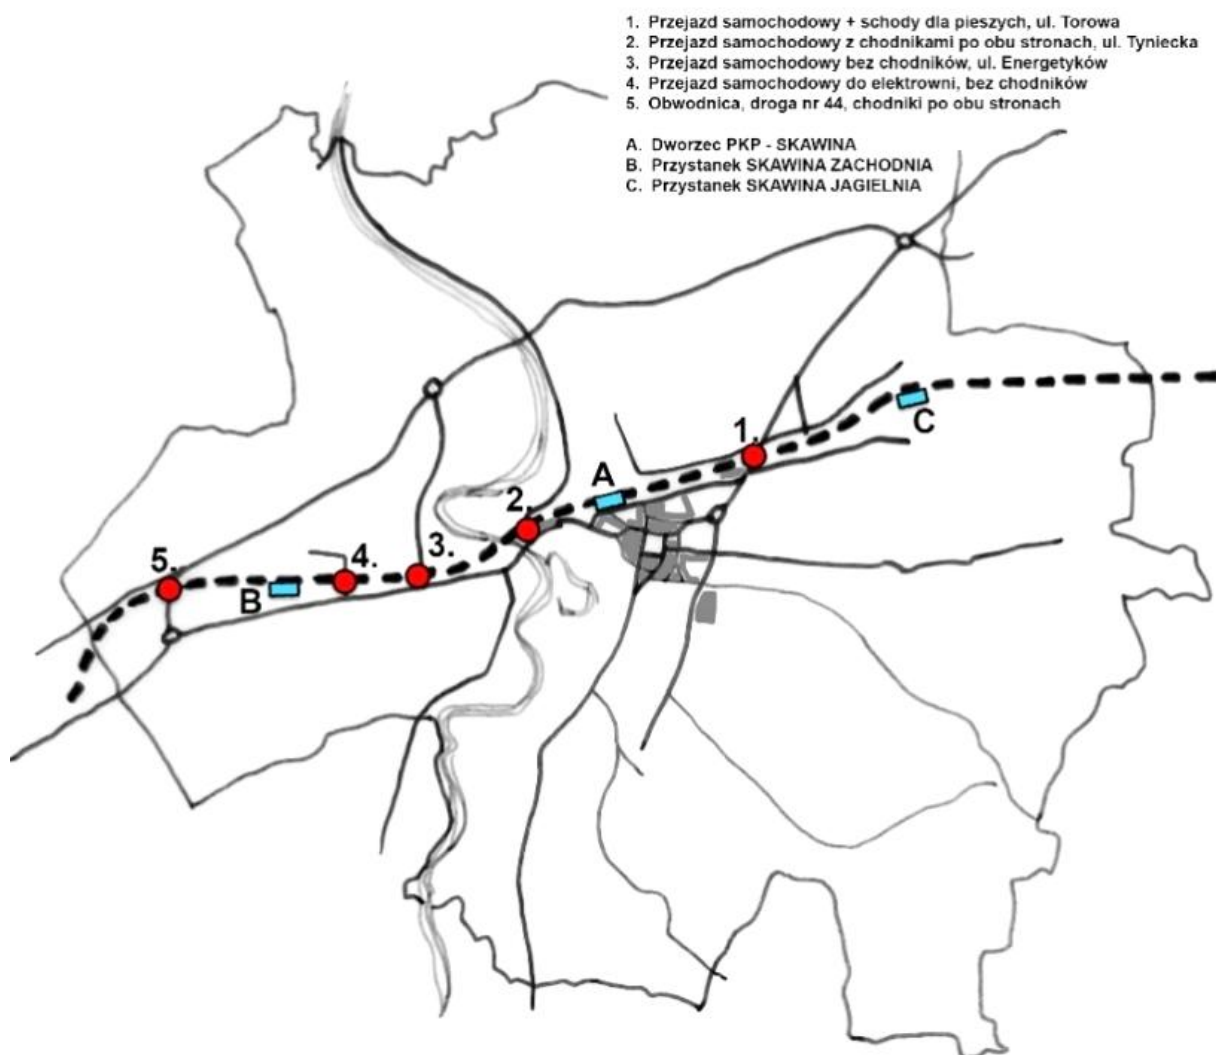 1. Przejazd samochodowy + schody dla pieszych, ul. Torowa
2. Przejazd samochodowy z chodnikami po obu stronach, ul. Tyniecka
3. Przejazd samochodowy bez chodników, ul. Energetyków
4. Przejazd samochodowy do elektrowni, bez chodników
5. Obwodnica, droga nr 44, chodniki po obu stronach
A. Dworzec PKP - SKAWINA
B. Przystanek SKAWINA ZACHODNIA
C. Przystanek SKAWINA JAGIELNIA
C
1.
A
2.
3.
4.
5.
B